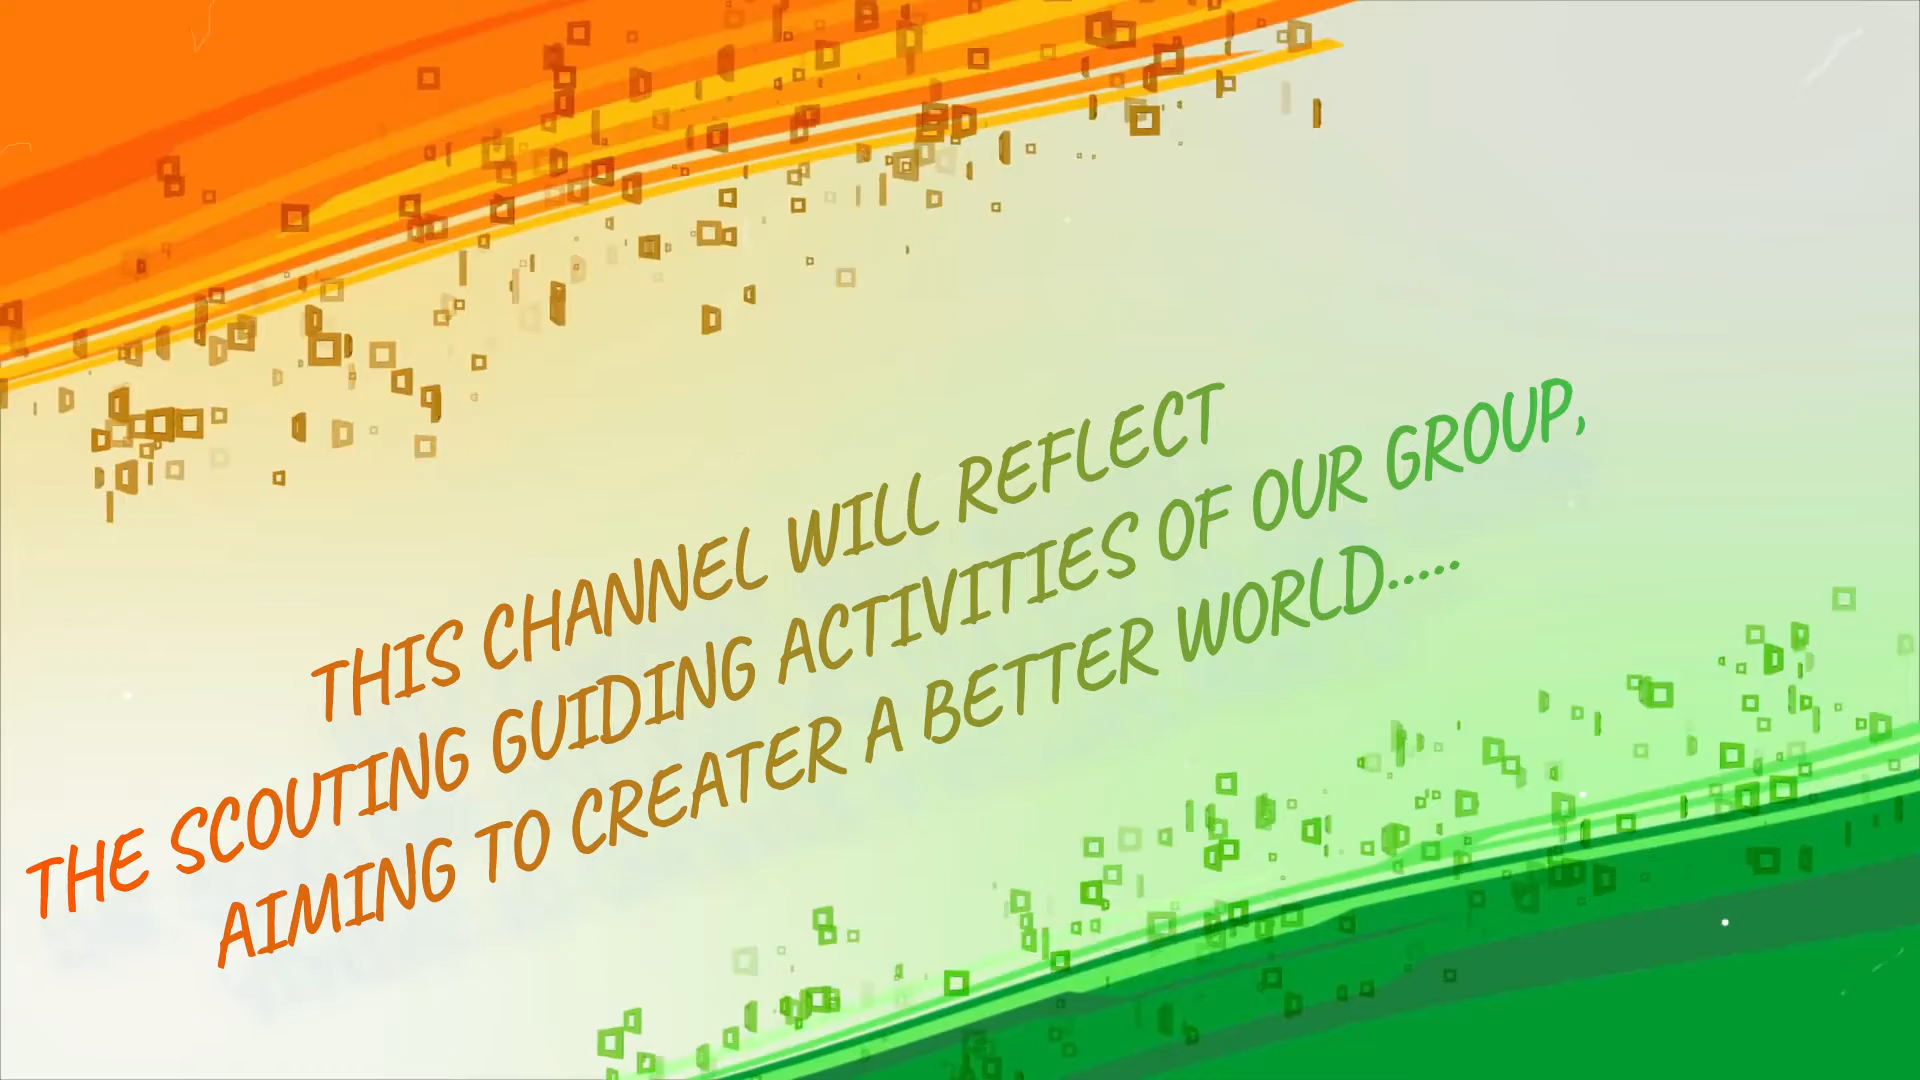 THIS CHANNEL WILL REFLECT
THE SCOUTING GUIDING ACTIVITIES OF OUR GROUP,
AIMING TO CREATER A BETTER WORLD.....